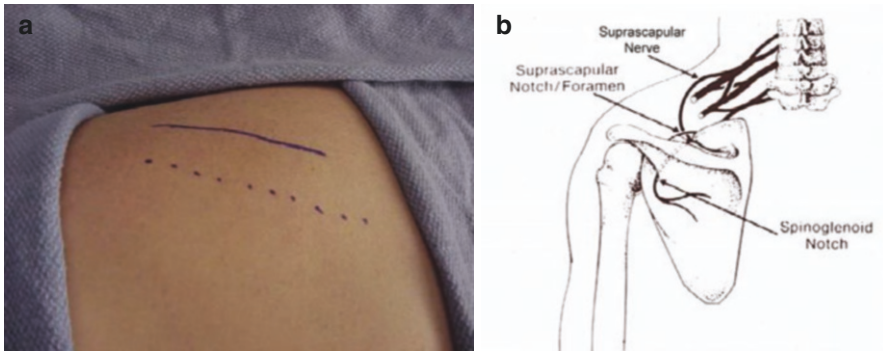 a
b
Suprascapular
Nerve
Suprascapular
Notch/Foramen
Spinoglenoid
Notch